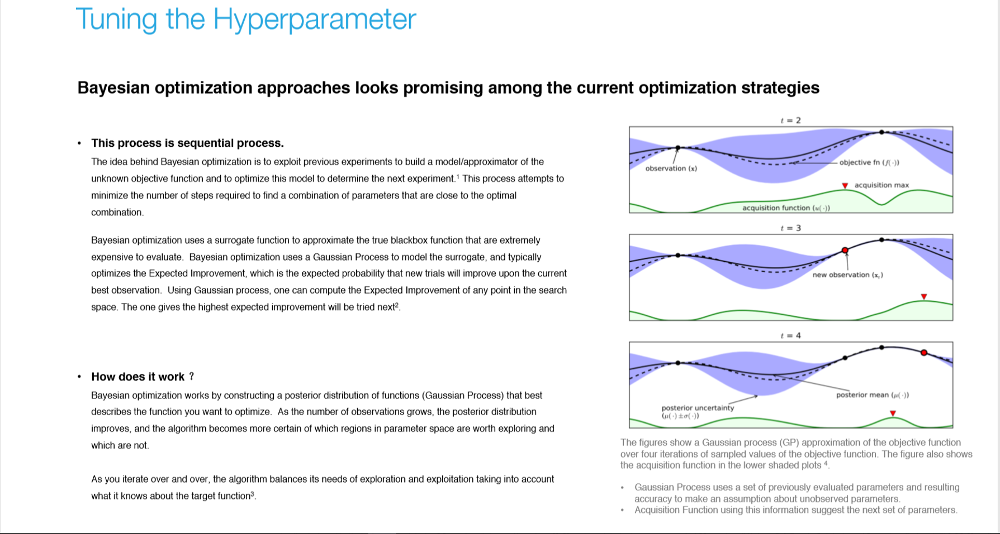 Tuning the Hyperparameter
Bayesian optimization approaches looks promising among the current optimization strategies
• This process is sequential process.
The idea behind Bayesian optimization is to exploit previous experiments to build a model/approximator of the
unknown objective function and to optimize this model to determine the next experiment.¹ This process attempts to
minimize the number of steps required to find a combination of parameters that are close to the optimal
combination.
Bayesian optimization uses a surrogate function to approximate the true blackbox function that are extremely
expensive to evaluate. Bayesian optimization uses a Gaussian Process to model the surrogate, and typically
optimizes the Expected Improvement, which is the expected probability that new trials will improve upon the current
best observation. Using Gaussian process, one can compute the Expected Improvement of any point in the search
space. The one gives the highest expected improvement will be tried next².
• How does it work ?
Bayesian optimization works by constructing a posterior distribution of functions (Gaussian Process) that best
describes the function you want to optimize. As the number of observations grows, the posterior distribution
improves, and the algorithm becomes more certain of which regions in parameter space are worth exploring and
which are not.
As you iterate over and over, the algorithm balances its needs of exploration and exploitation taking into account
what it knows about the target function³.
t = 2
observation (x)
objective fn (f(·))
acquisition max
acquisition function (u(·))
t = 3
new observation (xₜ)
t = 4
posterior mean (μ(·))
posterior uncertainty
(μ(·)±σ(·))
The figures show a Gaussian process (GP) approximation of the objective function
over four iterations of sampled values of the objective function. The figure also shows
the acquisition function in the lower shaded plots ⁴.
• Gaussian Process uses a set of previously evaluated parameters and resulting
accuracy to make an assumption about unobserved parameters.
• Acquisition Function using this information suggest the next set of parameters.